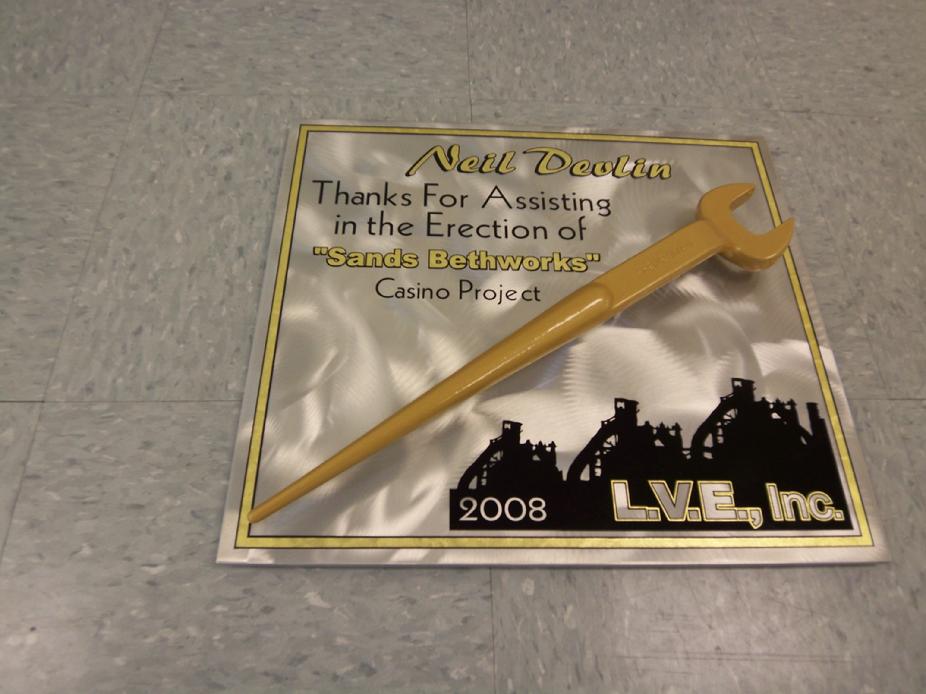 Neil Devlin
Thanks For Assisting
in the Erection of
"Sands Bethworks"
Casino Project
2008
L.V.E., Inc.